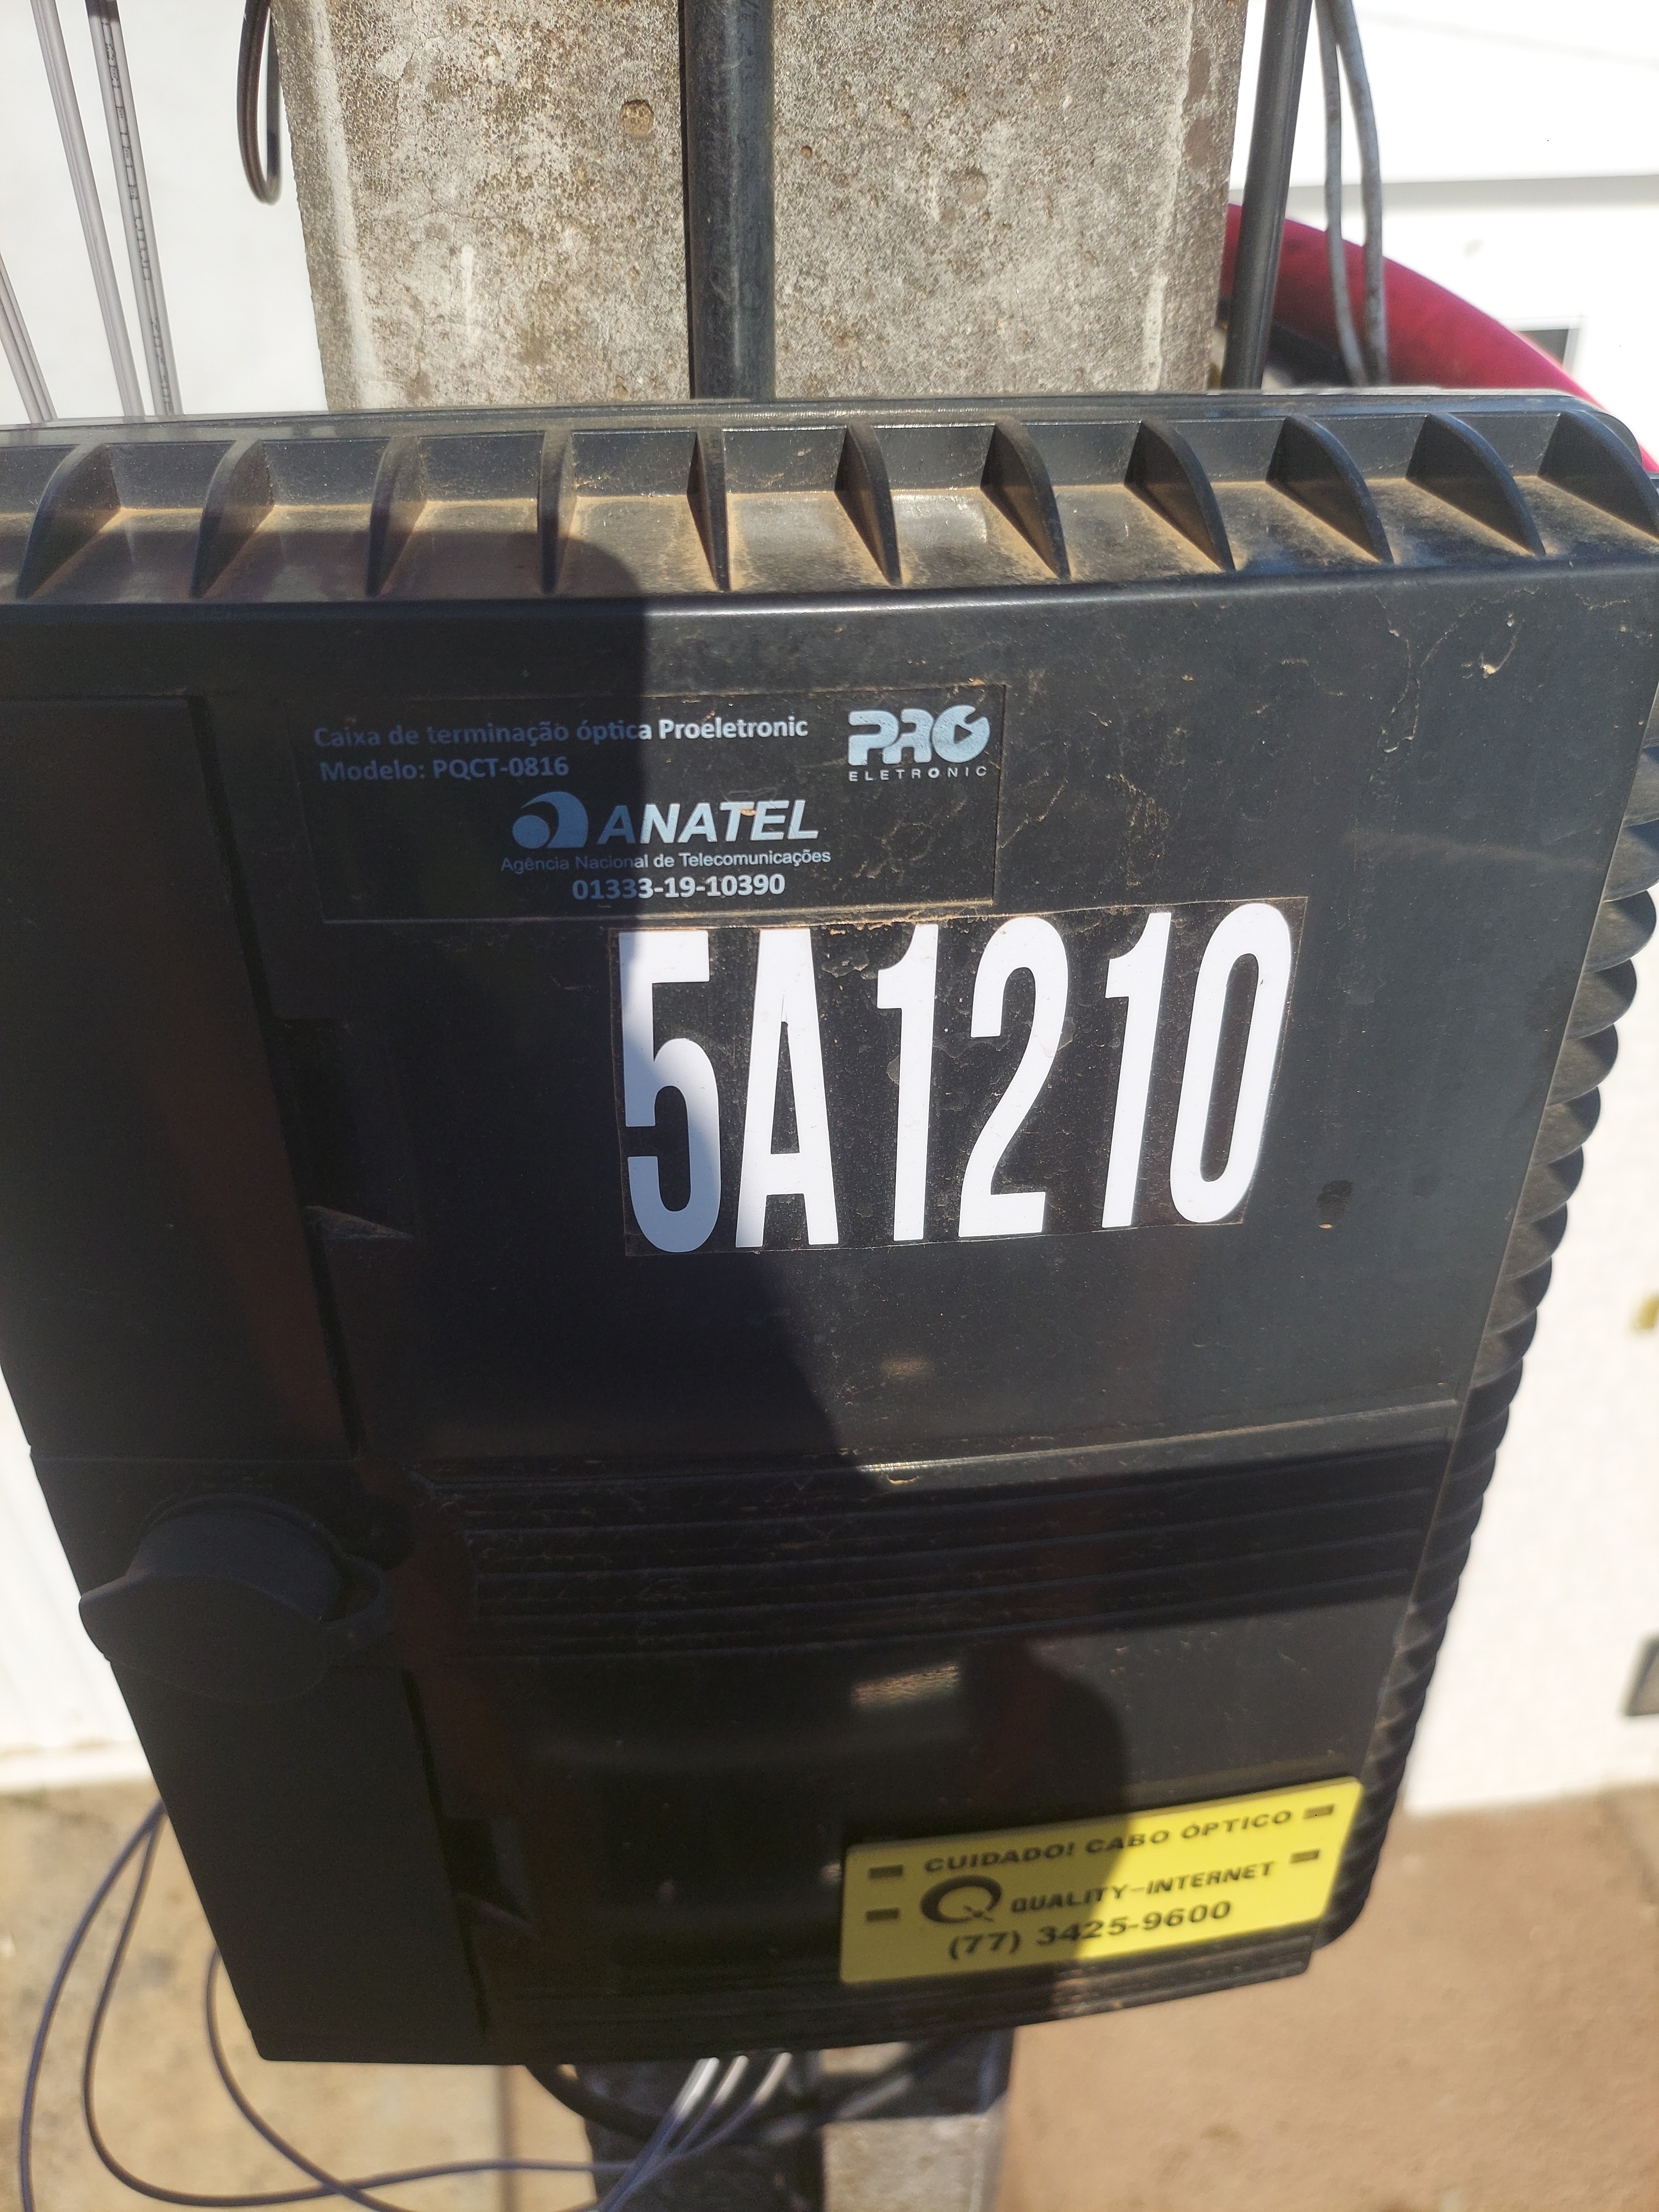 Caixa de terminação óptica Proeletronic
Modelo: PQCT-0816
PRO
ELETRONIC
ANATEL
Agência Nacional de Telecomunicações
01333-19-10390
5A1210
CUIDADO! CABO ÓPTICO
Q QUALITY-INTERNET
(77) 3425-9600